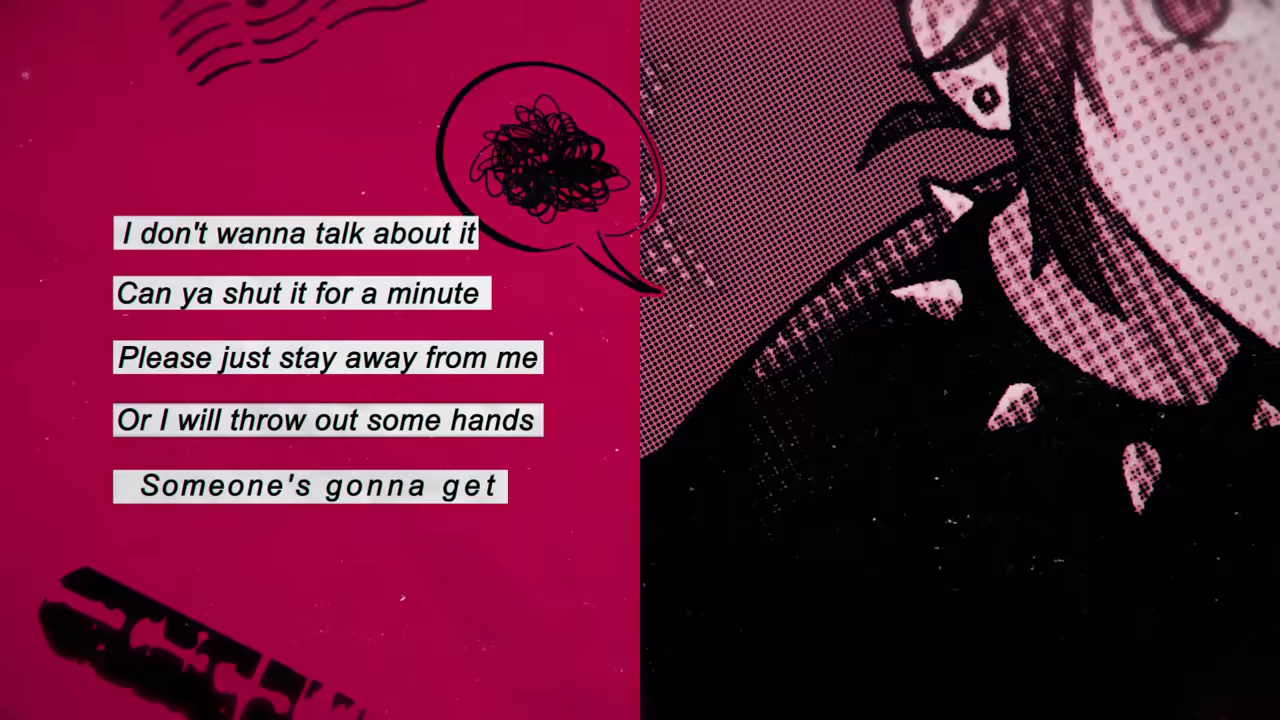 I don't wanna talk about it
Can ya shut it for a minute
Please just stay away from me
Or I will throw out some hands
Someone's gonna get